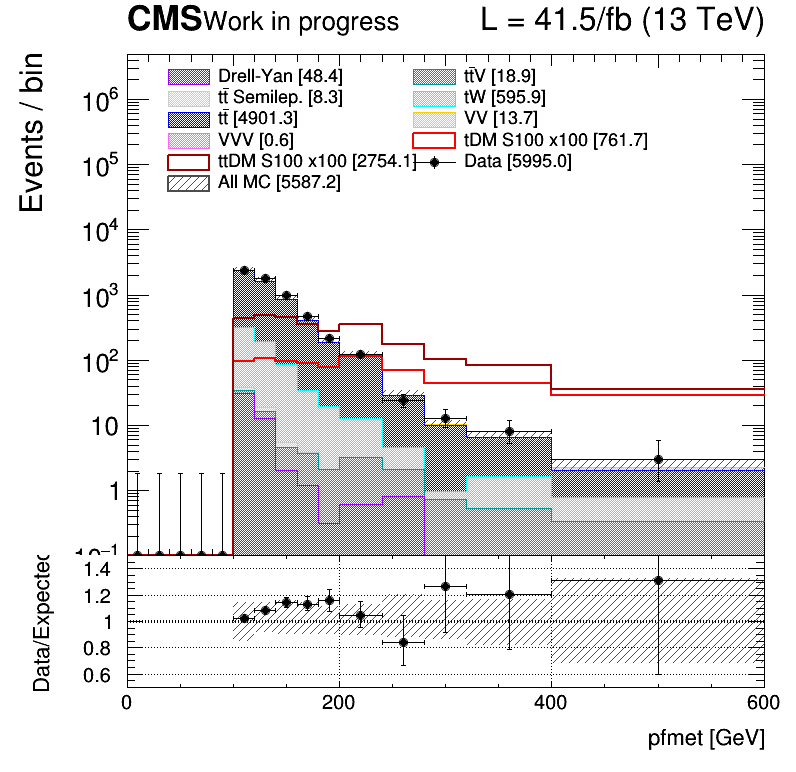 CMS Work in progress L = 41.5/fb (13 TeV)
Events / bin
Drell-Yan [48.4] tt̄V [18.9]
tt̄ Semilep. [8.3] tW [595.9]
tt̄ [4901.3] VV [13.7]
VVV [0.6] tDM S100 x100 [761.7]
ttDM S100 x100 [2754.1] Data [5995.0]
All MC [5587.2]
10⁶
10⁵
10⁴
10³
10²
10
1
10⁻¹
Data/Expected
1.4
1.2
1
0.8
0.6
0 200 400 600
pfmet [GeV]